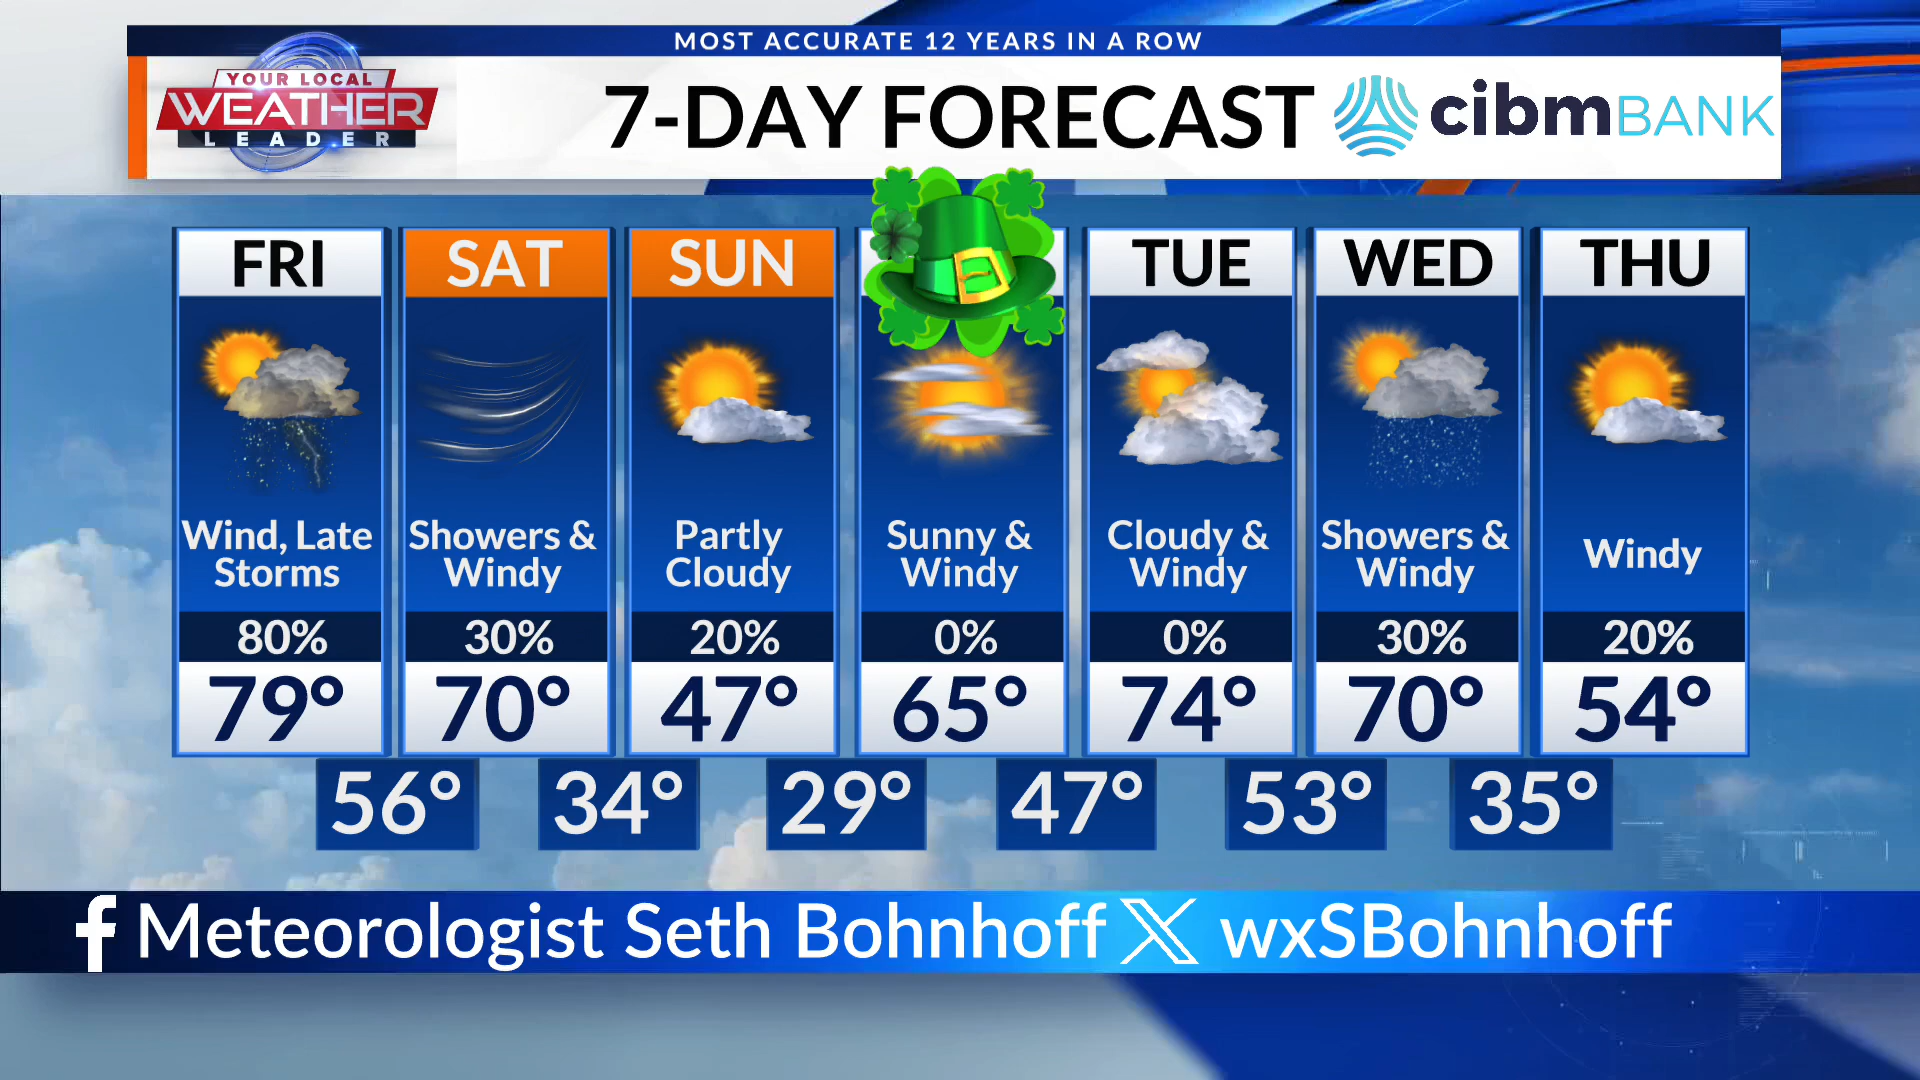 MOST ACCURATE 12 YEARS IN A ROW
YOUR LOCAL
WEATHER
LEADER
7-DAY FORECAST
cibmBANK
FRI
SAT
SUN
TUE
WED
THU
Wind, Late
Storms
Showers &
Windy
Partly
Cloudy
Sunny &
Windy
Cloudy &
Windy
Showers &
Windy
Windy
80%
30%
20%
0%
0%
30%
20%
79°
70°
47°
65°
74°
70°
54°
56°
34°
29°
47°
53°
35°
f Meteorologist Seth Bohnhoff X wxSBohnhoff